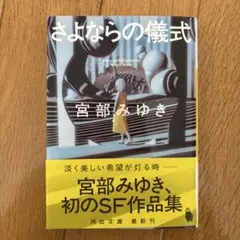 さよならの儀式
宮部みゆき
淡く美しい希望が灯る時――
宮部みゆき、
初のSF作品集
河出文庫 最新刊